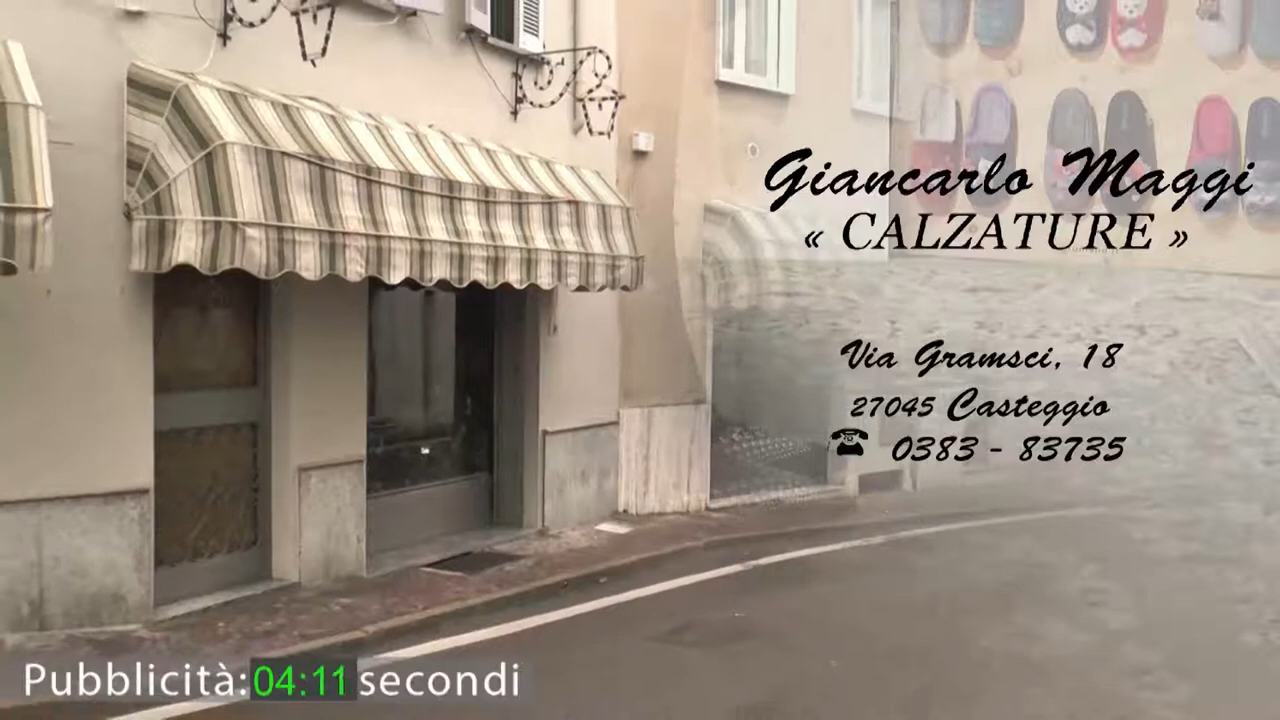 Giancarlo Maggi
« CALZATURE »
Via Gramsci, 18
27045 Casteggio
☎ 0383 - 83735
Pubblicità: 04:11 secondi